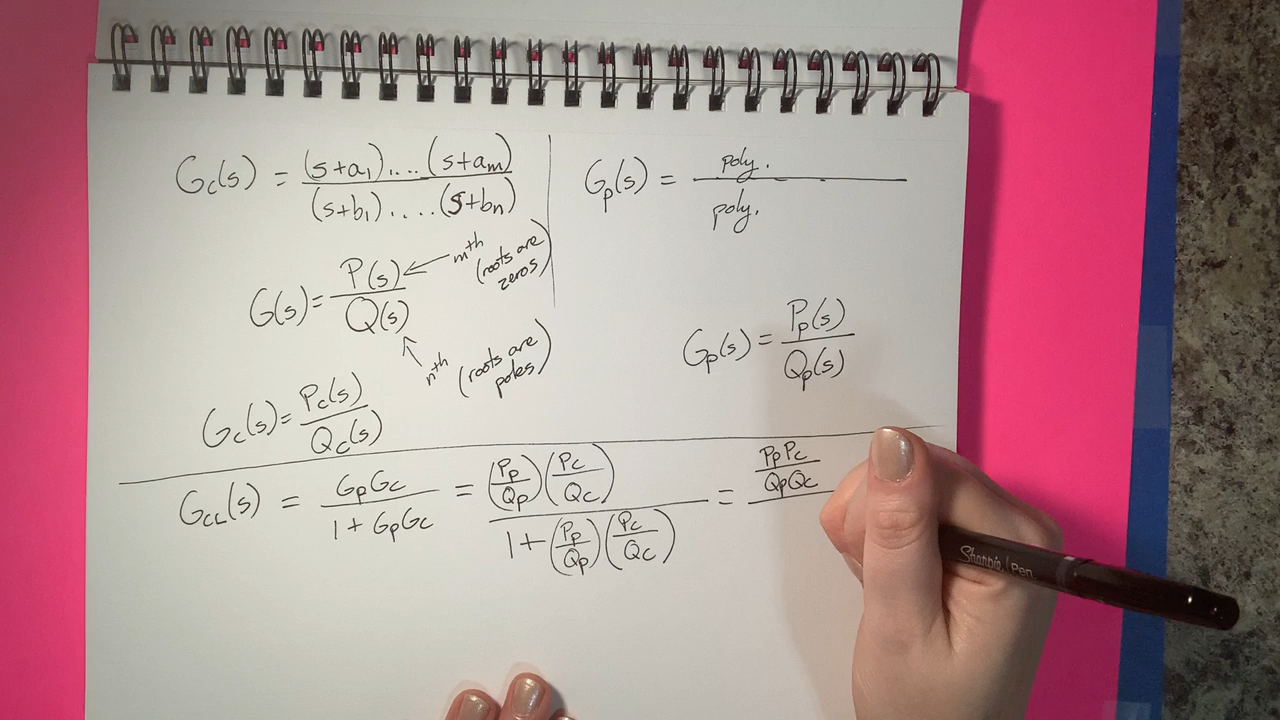 Gc(s) = (s+a1)....(s+am) / (s+b1).....(s+bn)
Gp(s) = poly. / poly.
G(s) = P(s) / Q(s)
mth (roots are zeros)
nth (roots are poles)
Gp(s) = Pp(s) / Qp(s)
Gc(s) = Pc(s) / Qc(s)
GCL(s) = GpGc / 1 + GpGc = (Pp/Qp)(Pc/Qc) / 1+(Pp/Qp)(Pc/Qc) = PpPc/QpQc
Sharpie Pen